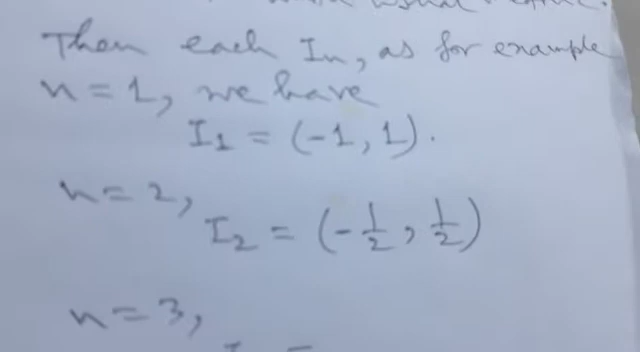 usual
Then each In, as for example
n = 1, we have
I₁ = (-1, 1).
n = 2,
I₂ = (-1/2, 1/2)
n = 3,